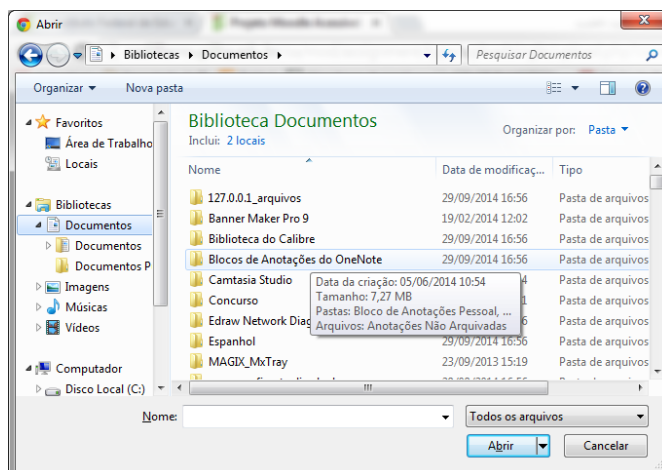 Abrir
Bibliotecas Documentos
Pesquisar Documentos
Organizar Nova pasta
Favoritos
Área de Trabalho
Locais
Bibliotecas
Documentos
Documentos
Documentos P
Imagens
Músicas
Vídeos
Computador
Disco Local (C:)
Biblioteca Documentos
Inclui: 2 locais
Organizar por: Pasta
Nome Data de modificaç... Tipo
127.0.0.1_arquivos 29/09/2014 16:56 Pasta de arquivos
Banner Maker Pro 9 19/02/2014 12:02 Pasta de arquivos
Biblioteca do Calibre 29/09/2014 16:56 Pasta de arquivos
Blocos de Anotações do OneNote 29/09/2014 16:56 Pasta de arquivos
Camtasia Studio 4 Pasta de arquivos
Concurso 1 Pasta de arquivos
Edraw Network Diag 6 Pasta de arquivos
Espanhol 29/09/2014 16:56 Pasta de arquivos
MAGIX_MxTray 23/09/2013 15:19 Pasta de arquivos
Data da criação: 05/06/2014 10:54
Tamanho: 7,27 MB
Pastas: Bloco de Anotações Pessoal, ...
Arquivos: Anotações Não Arquivadas
Nome:
Todos os arquivos
Abrir Cancelar